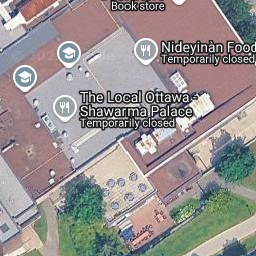 Book store
Nideyinàn Food
Temporarily closed
The Local Ottawa -
Shawarma Palace
Temporarily closed